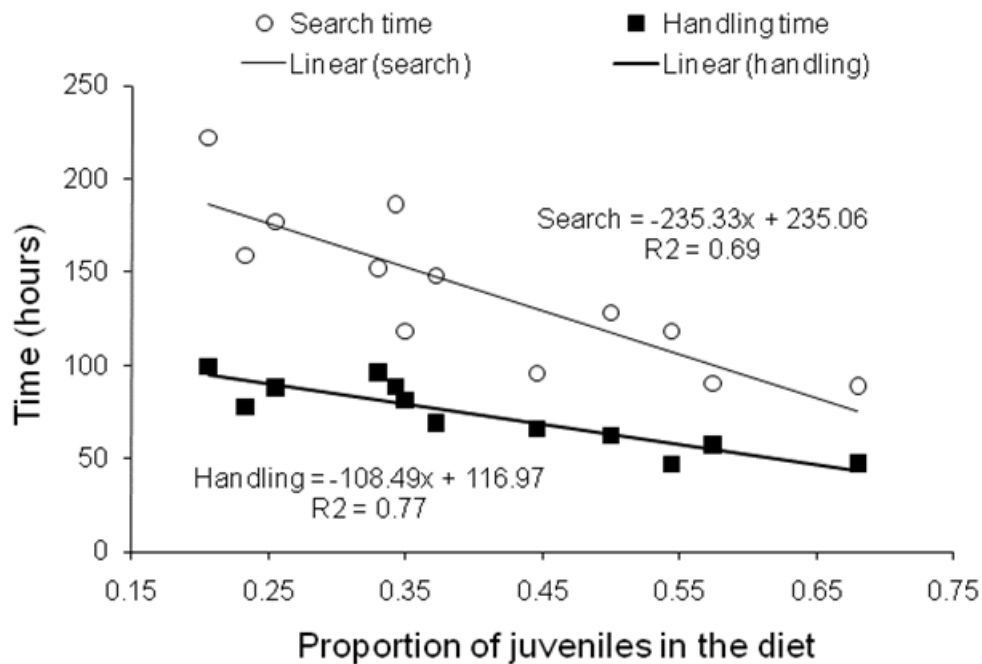 Search time
Handling time
Linear (search)
Linear (handling)
250
200
150
100
50
0
Time (hours)
Search = -235.33x + 235.06
R2 = 0.69
Handling = -108.49x + 116.97
R2 = 0.77
0.15 0.25 0.35 0.45 0.55 0.65 0.75
Proportion of juveniles in the diet